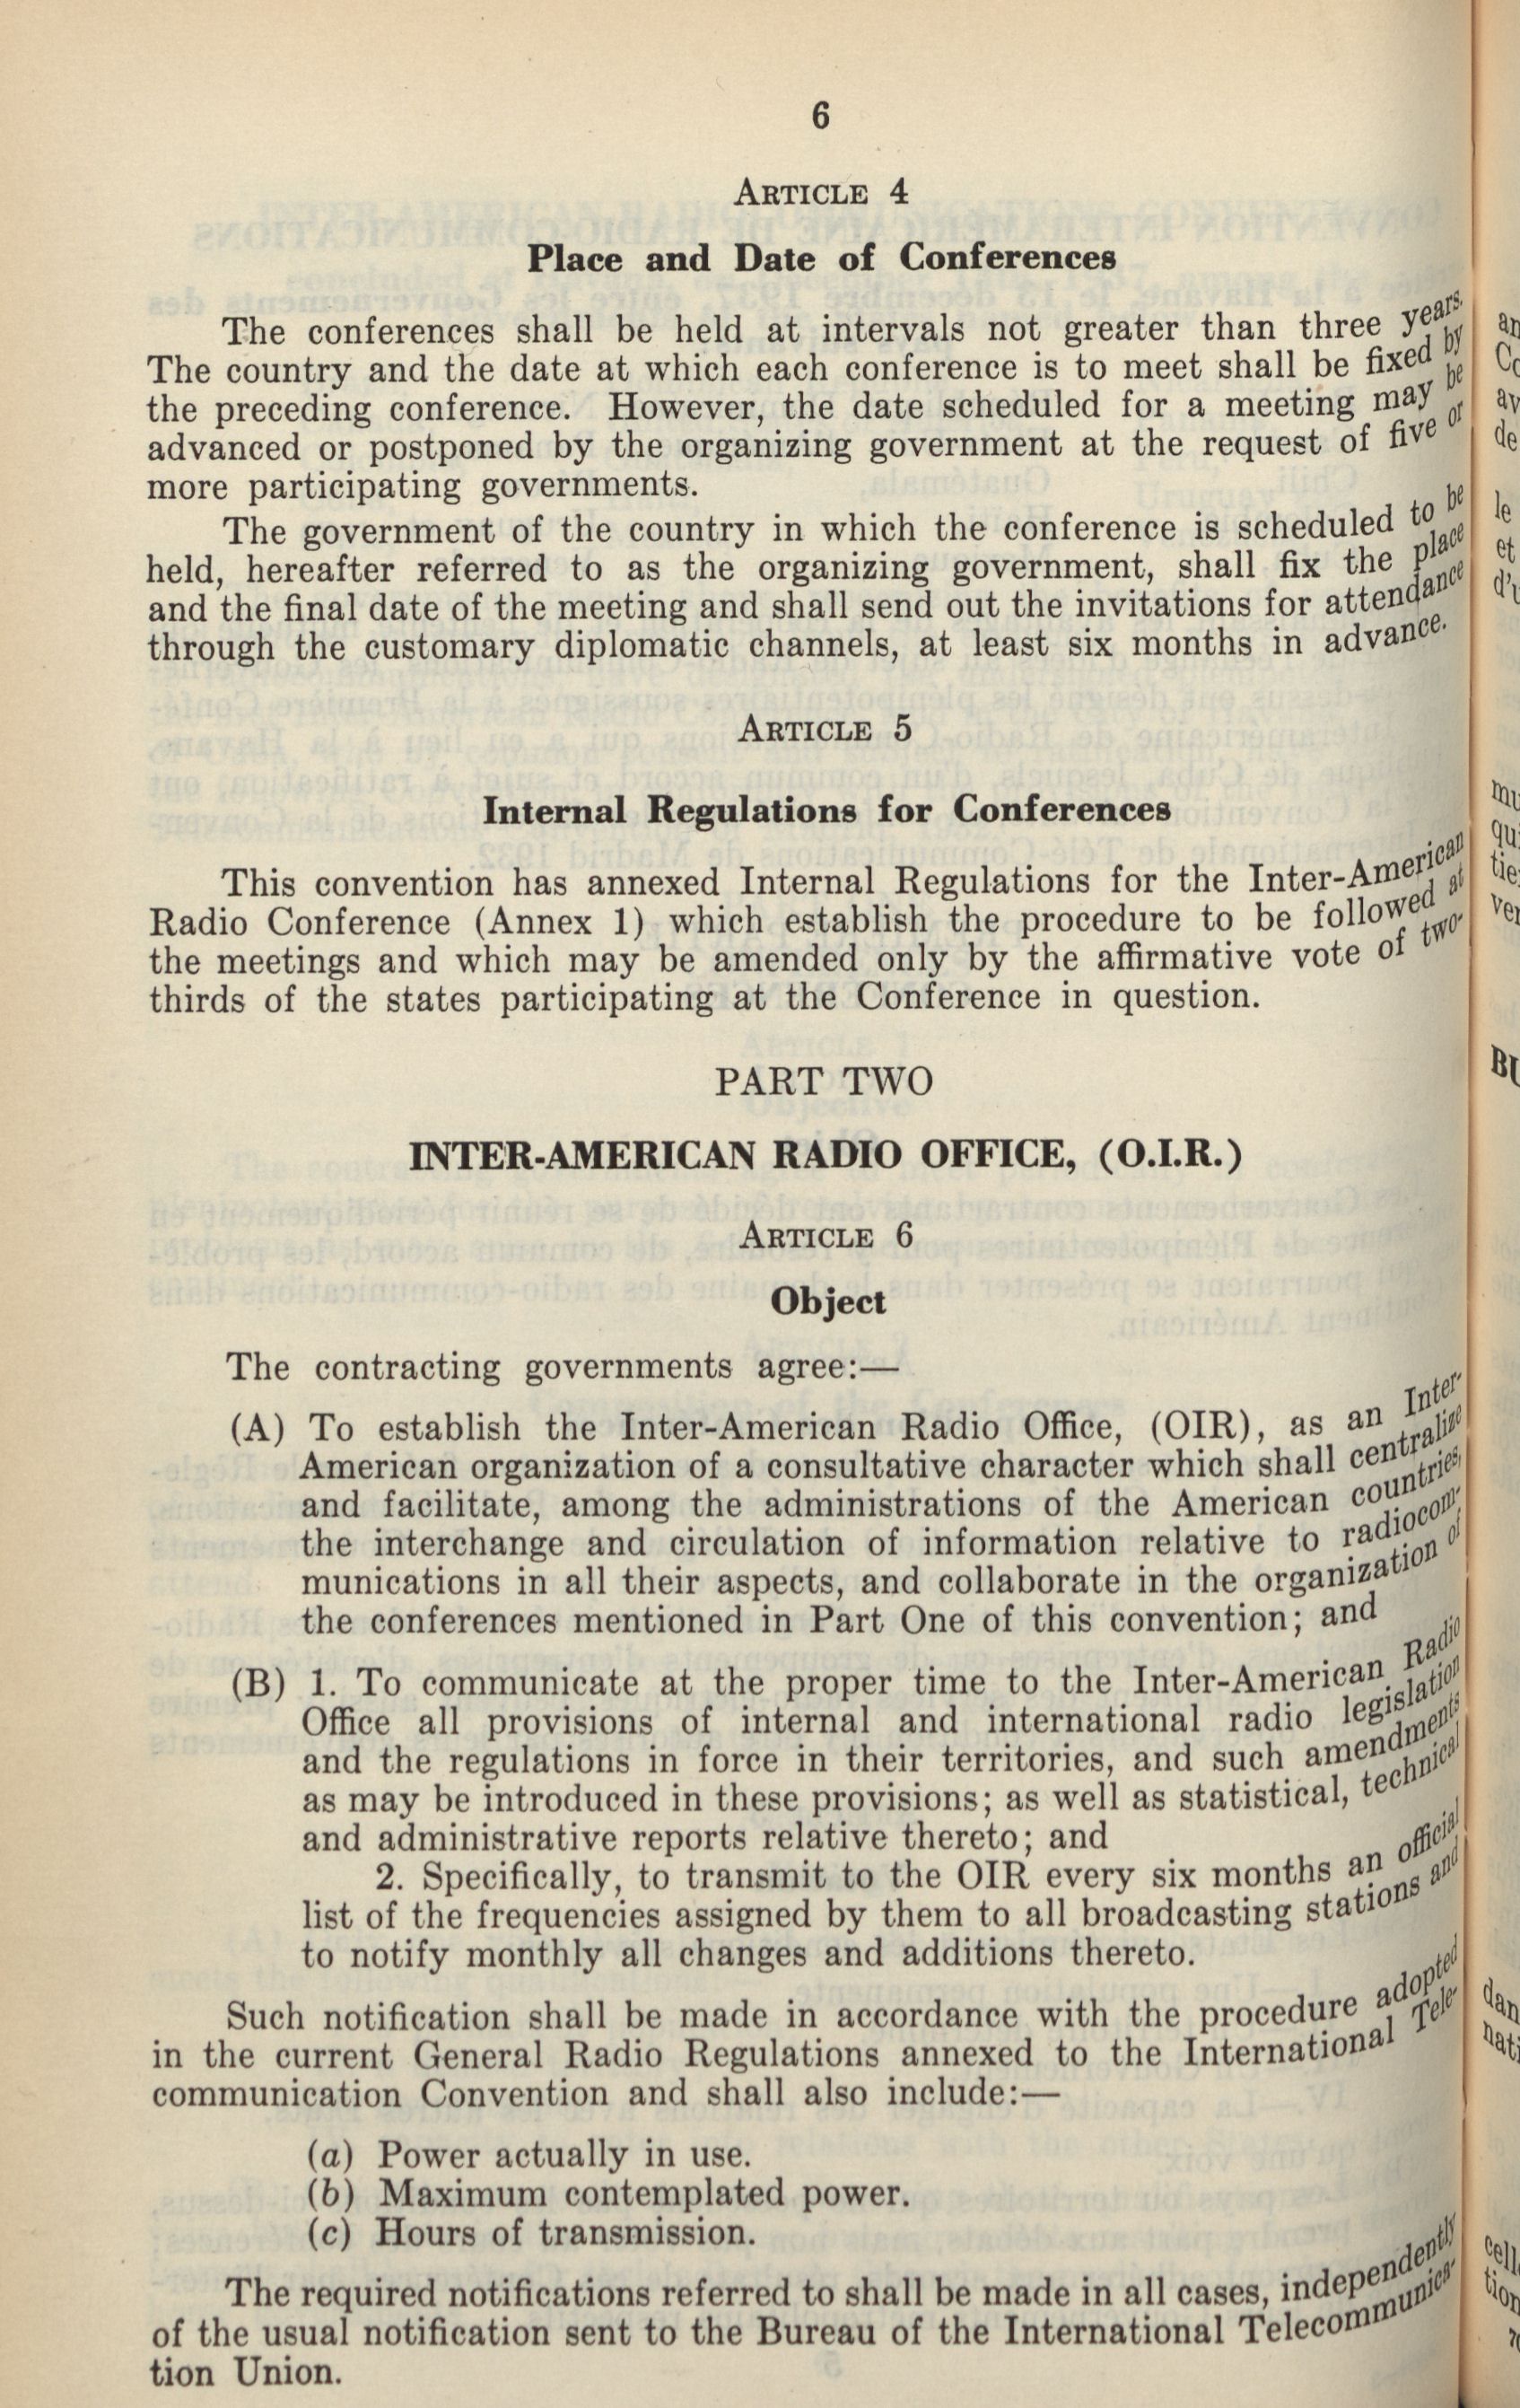 6
ARTICLE 4
Place and Date of Conferences
The conferences shall be held at intervals not greater than three years.
The country and the date at which each conference is to meet shall be fixed by
the preceding conference. However, the date scheduled for a meeting may be
advanced or postponed by the organizing government at the request of five or
more participating governments.
The government of the country in which the conference is scheduled to be
held, hereafter referred to as the organizing government, shall fix the place
and the final date of the meeting and shall send out the invitations for attendance
through the customary diplomatic channels, at least six months in advance.
ARTICLE 5
Internal Regulations for Conferences
This convention has annexed Internal Regulations for the Inter-American
Radio Conference (Annex 1) which establish the procedure to be followed at
the meetings and which may be amended only by the affirmative vote of two-
thirds of the states participating at the Conference in question.
PART TWO
INTER-AMERICAN RADIO OFFICE, (O.I.R.)
ARTICLE 6
Object
The contracting governments agree:—
(A) To establish the Inter-American Radio Office, (OIR), as an Inter-
American organization of a consultative character which shall centralize
and facilitate, among the administrations of the American countries,
the interchange and circulation of information relative to radiocom-
munications in all their aspects, and collaborate in the organization of
the conferences mentioned in Part One of this convention; and
(B) 1. To communicate at the proper time to the Inter-American Radio
Office all provisions of internal and international radio legislation
and the regulations in force in their territories, and such amendments
as may be introduced in these provisions; as well as statistical, technical
and administrative reports relative thereto; and
2. Specifically, to transmit to the OIR every six months an official
list of the frequencies assigned by them to all broadcasting stations and
to notify monthly all changes and additions thereto.
Such notification shall be made in accordance with the procedure adopted
in the current General Radio Regulations annexed to the International Tele-
communication Convention and shall also include:—
(a) Power actually in use.
(b) Maximum contemplated power.
(c) Hours of transmission.
The required notifications referred to shall be made in all cases, independently
of the usual notification sent to the Bureau of the International Telecommunica-
tion Union.